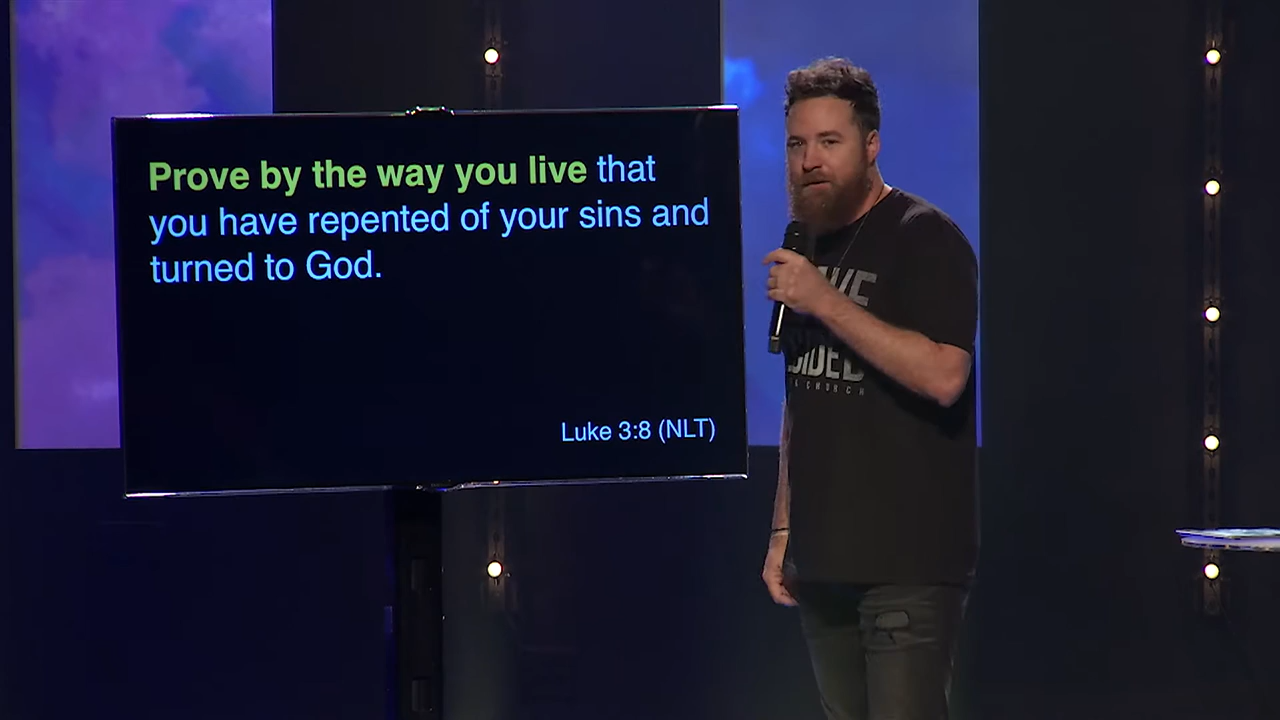 Prove by the way you live that
you have repented of your sins and
turned to God.
Luke 3:8 (NLT)
CHURCH